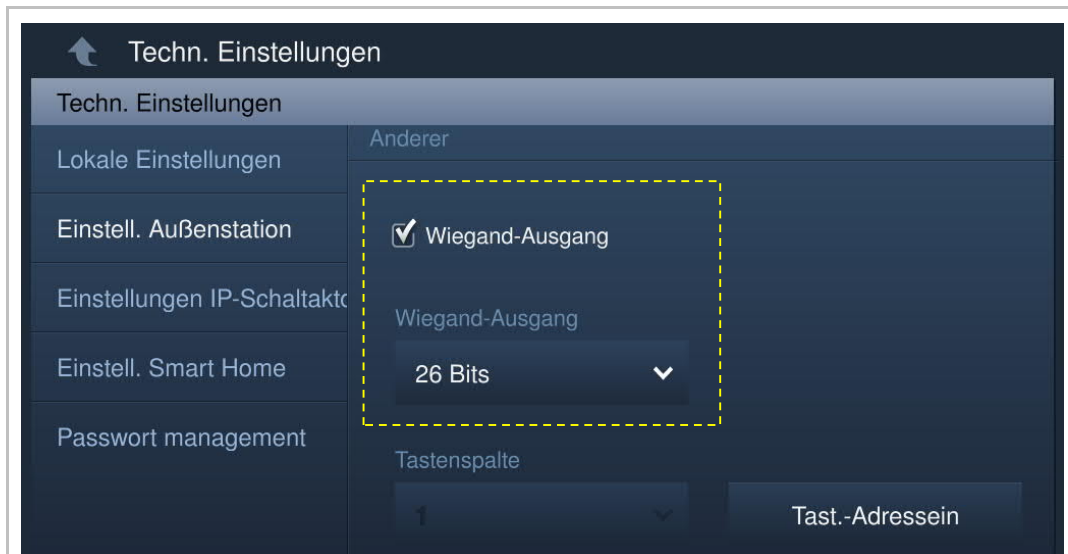 Techn. Einstellungen
Techn. Einstellungen
Lokale Einstellungen
Einstell. Außenstation
Einstellungen IP-Schaltakto
Einstell. Smart Home
Passwort management
Anderer
Wiegand-Ausgang
Wiegand-Ausgang
26 Bits
Tastenspalte
1
Tast.-Adressein